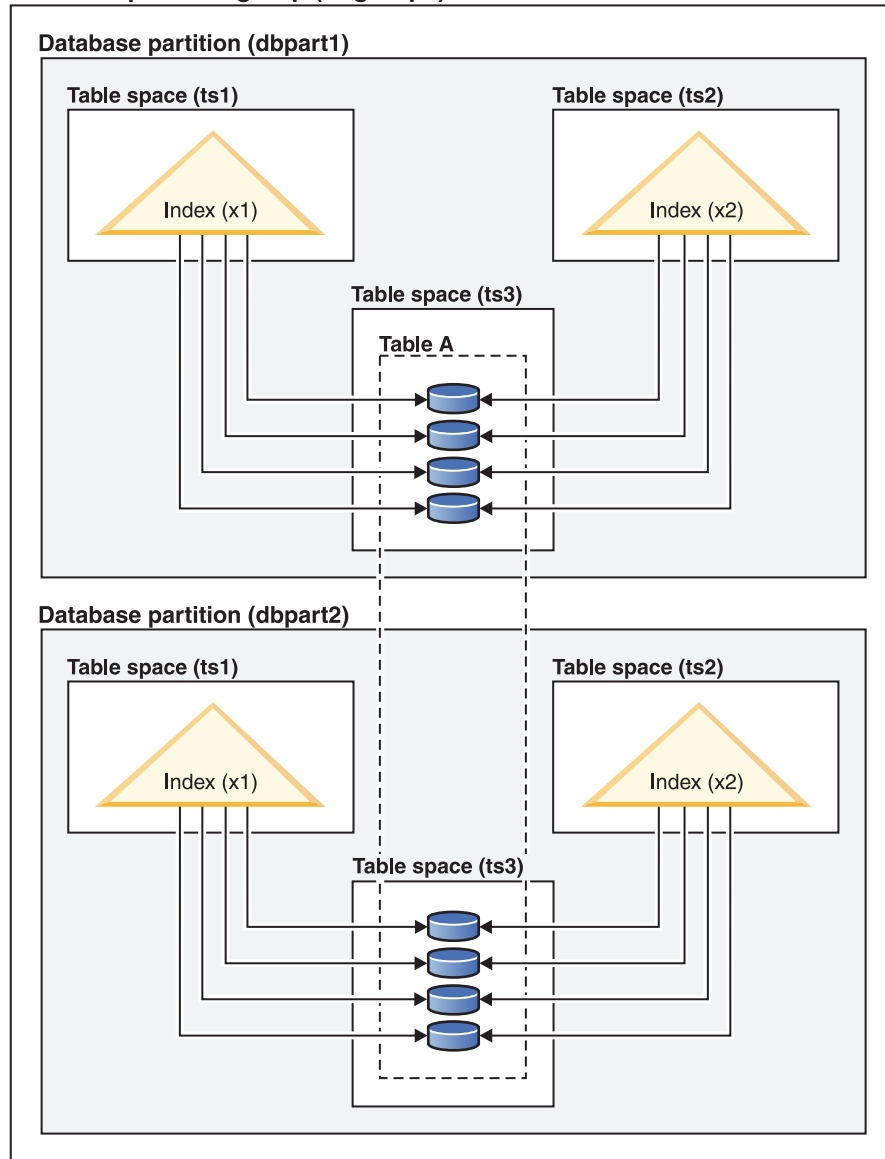 Database partition (dbpart1)
Table space (ts1)
Table space (ts2)
Index (x1)
Index (x2)
Table space (ts3)
Table A
Database partition (dbpart2)
Table space (ts1)
Table space (ts2)
Index (x1)
Index (x2)
Table space (ts3)